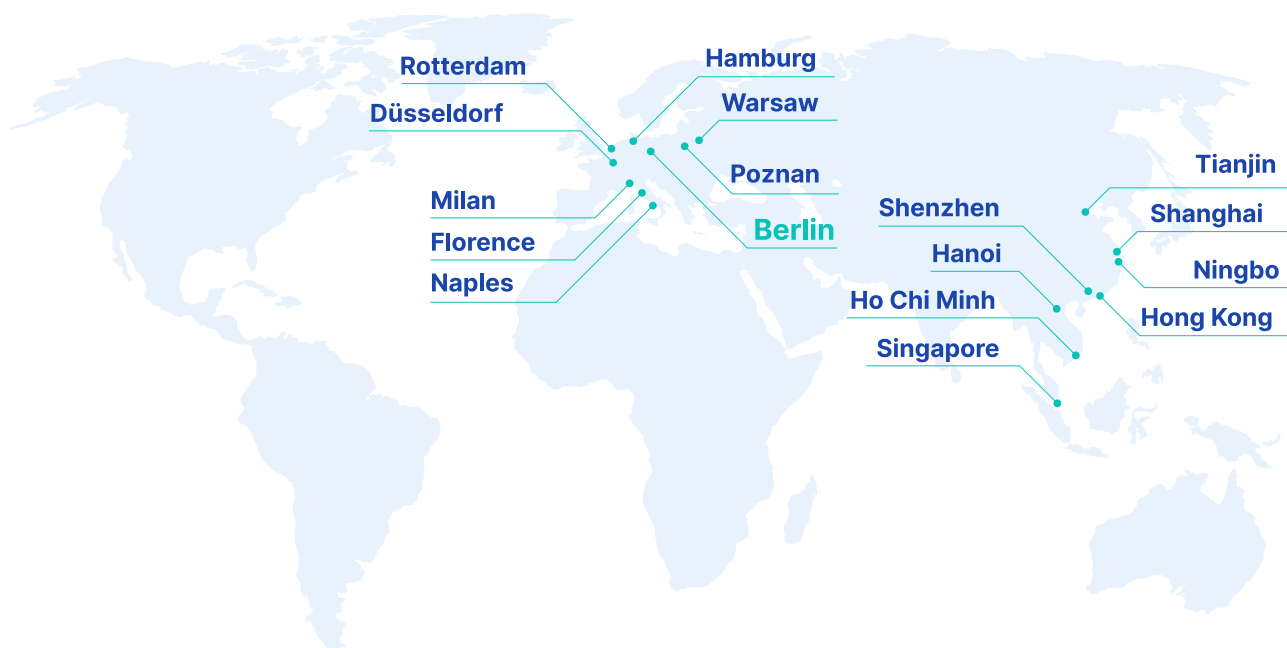 Rotterdam
Hamburg
Düsseldorf
Warsaw
Poznan
Milan
Berlin
Florence
Naples
Tianjin
Shenzhen
Shanghai
Hanoi
Ningbo
Ho Chi Minh
Hong Kong
Singapore